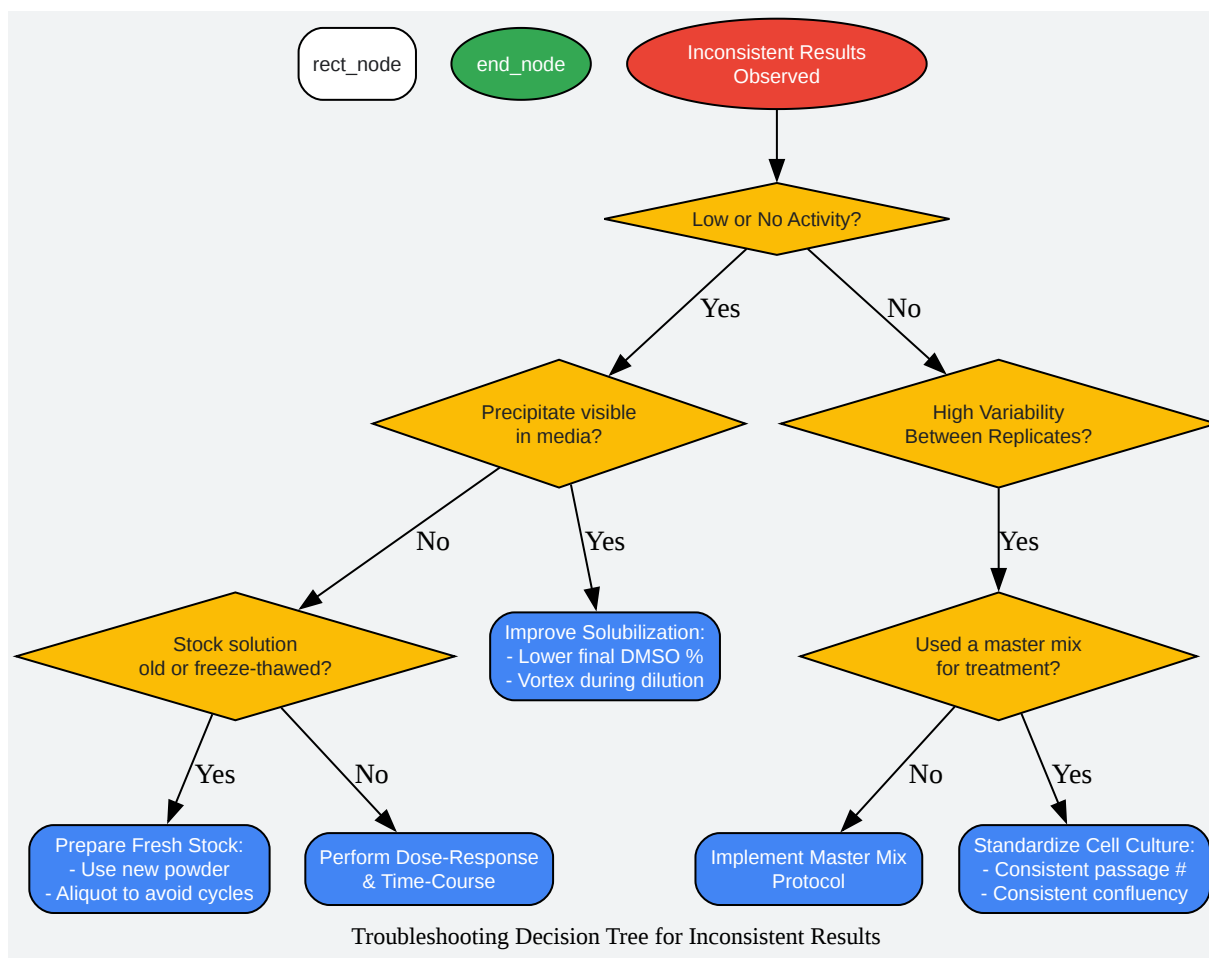 rect_node
end_node
Inconsistent Results
Observed
Low or No Activity?
Yes
No
Precipitate visible
in media?
High Variability
Between Replicates?
No
Yes
Yes
Stock solution
old or freeze-thawed?
Improve Solubilization:
- Lower final DMSO %
- Vortex during dilution
Used a master mix
for treatment?
Yes
No
No
Yes
Prepare Fresh Stock:
- Use new powder
- Aliquot to avoid cycles
Perform Dose-Response
& Time-Course
Implement Master Mix
Protocol
Standardize Cell Culture:
- Consistent passage #
- Consistent confluency
Troubleshooting Decision Tree for Inconsistent Results